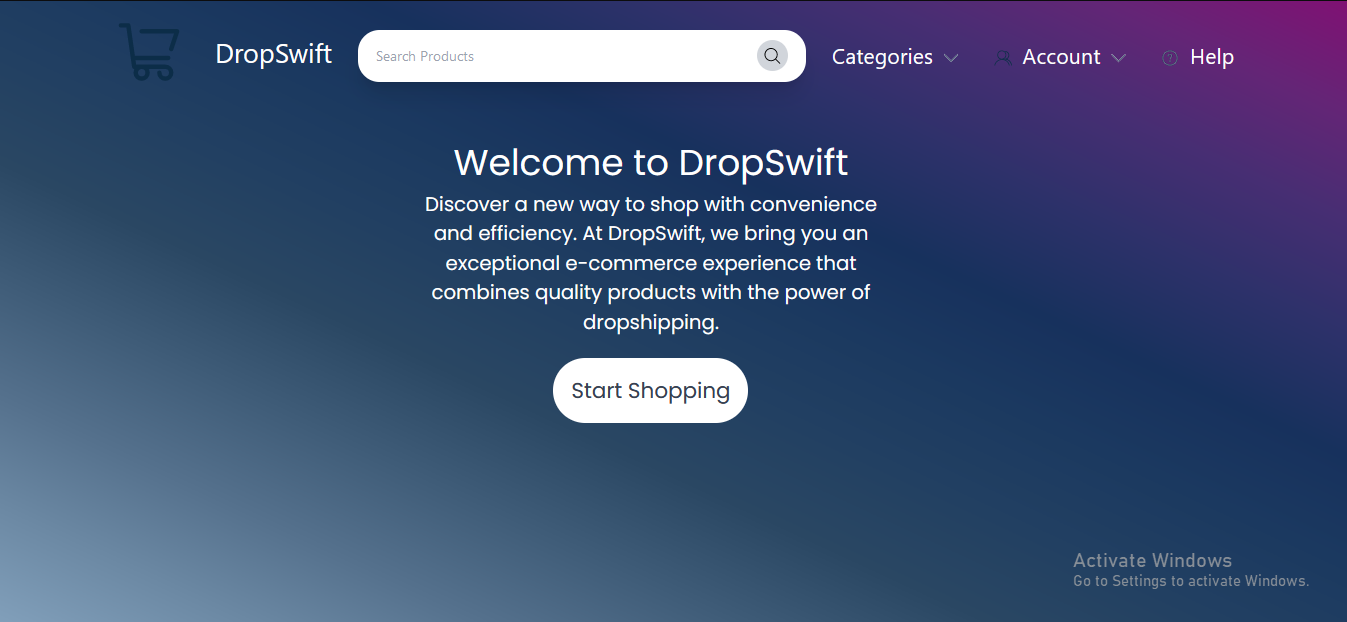 DropSwift
Search Products
Categories
Account
Help
Welcome to DropSwift
Discover a new way to shop with convenience
and efficiency. At DropSwift, we bring you an
exceptional e-commerce experience that
combines quality products with the power of
dropshipping.
Start Shopping
Activate Windows
Go to Settings to activate Windows.